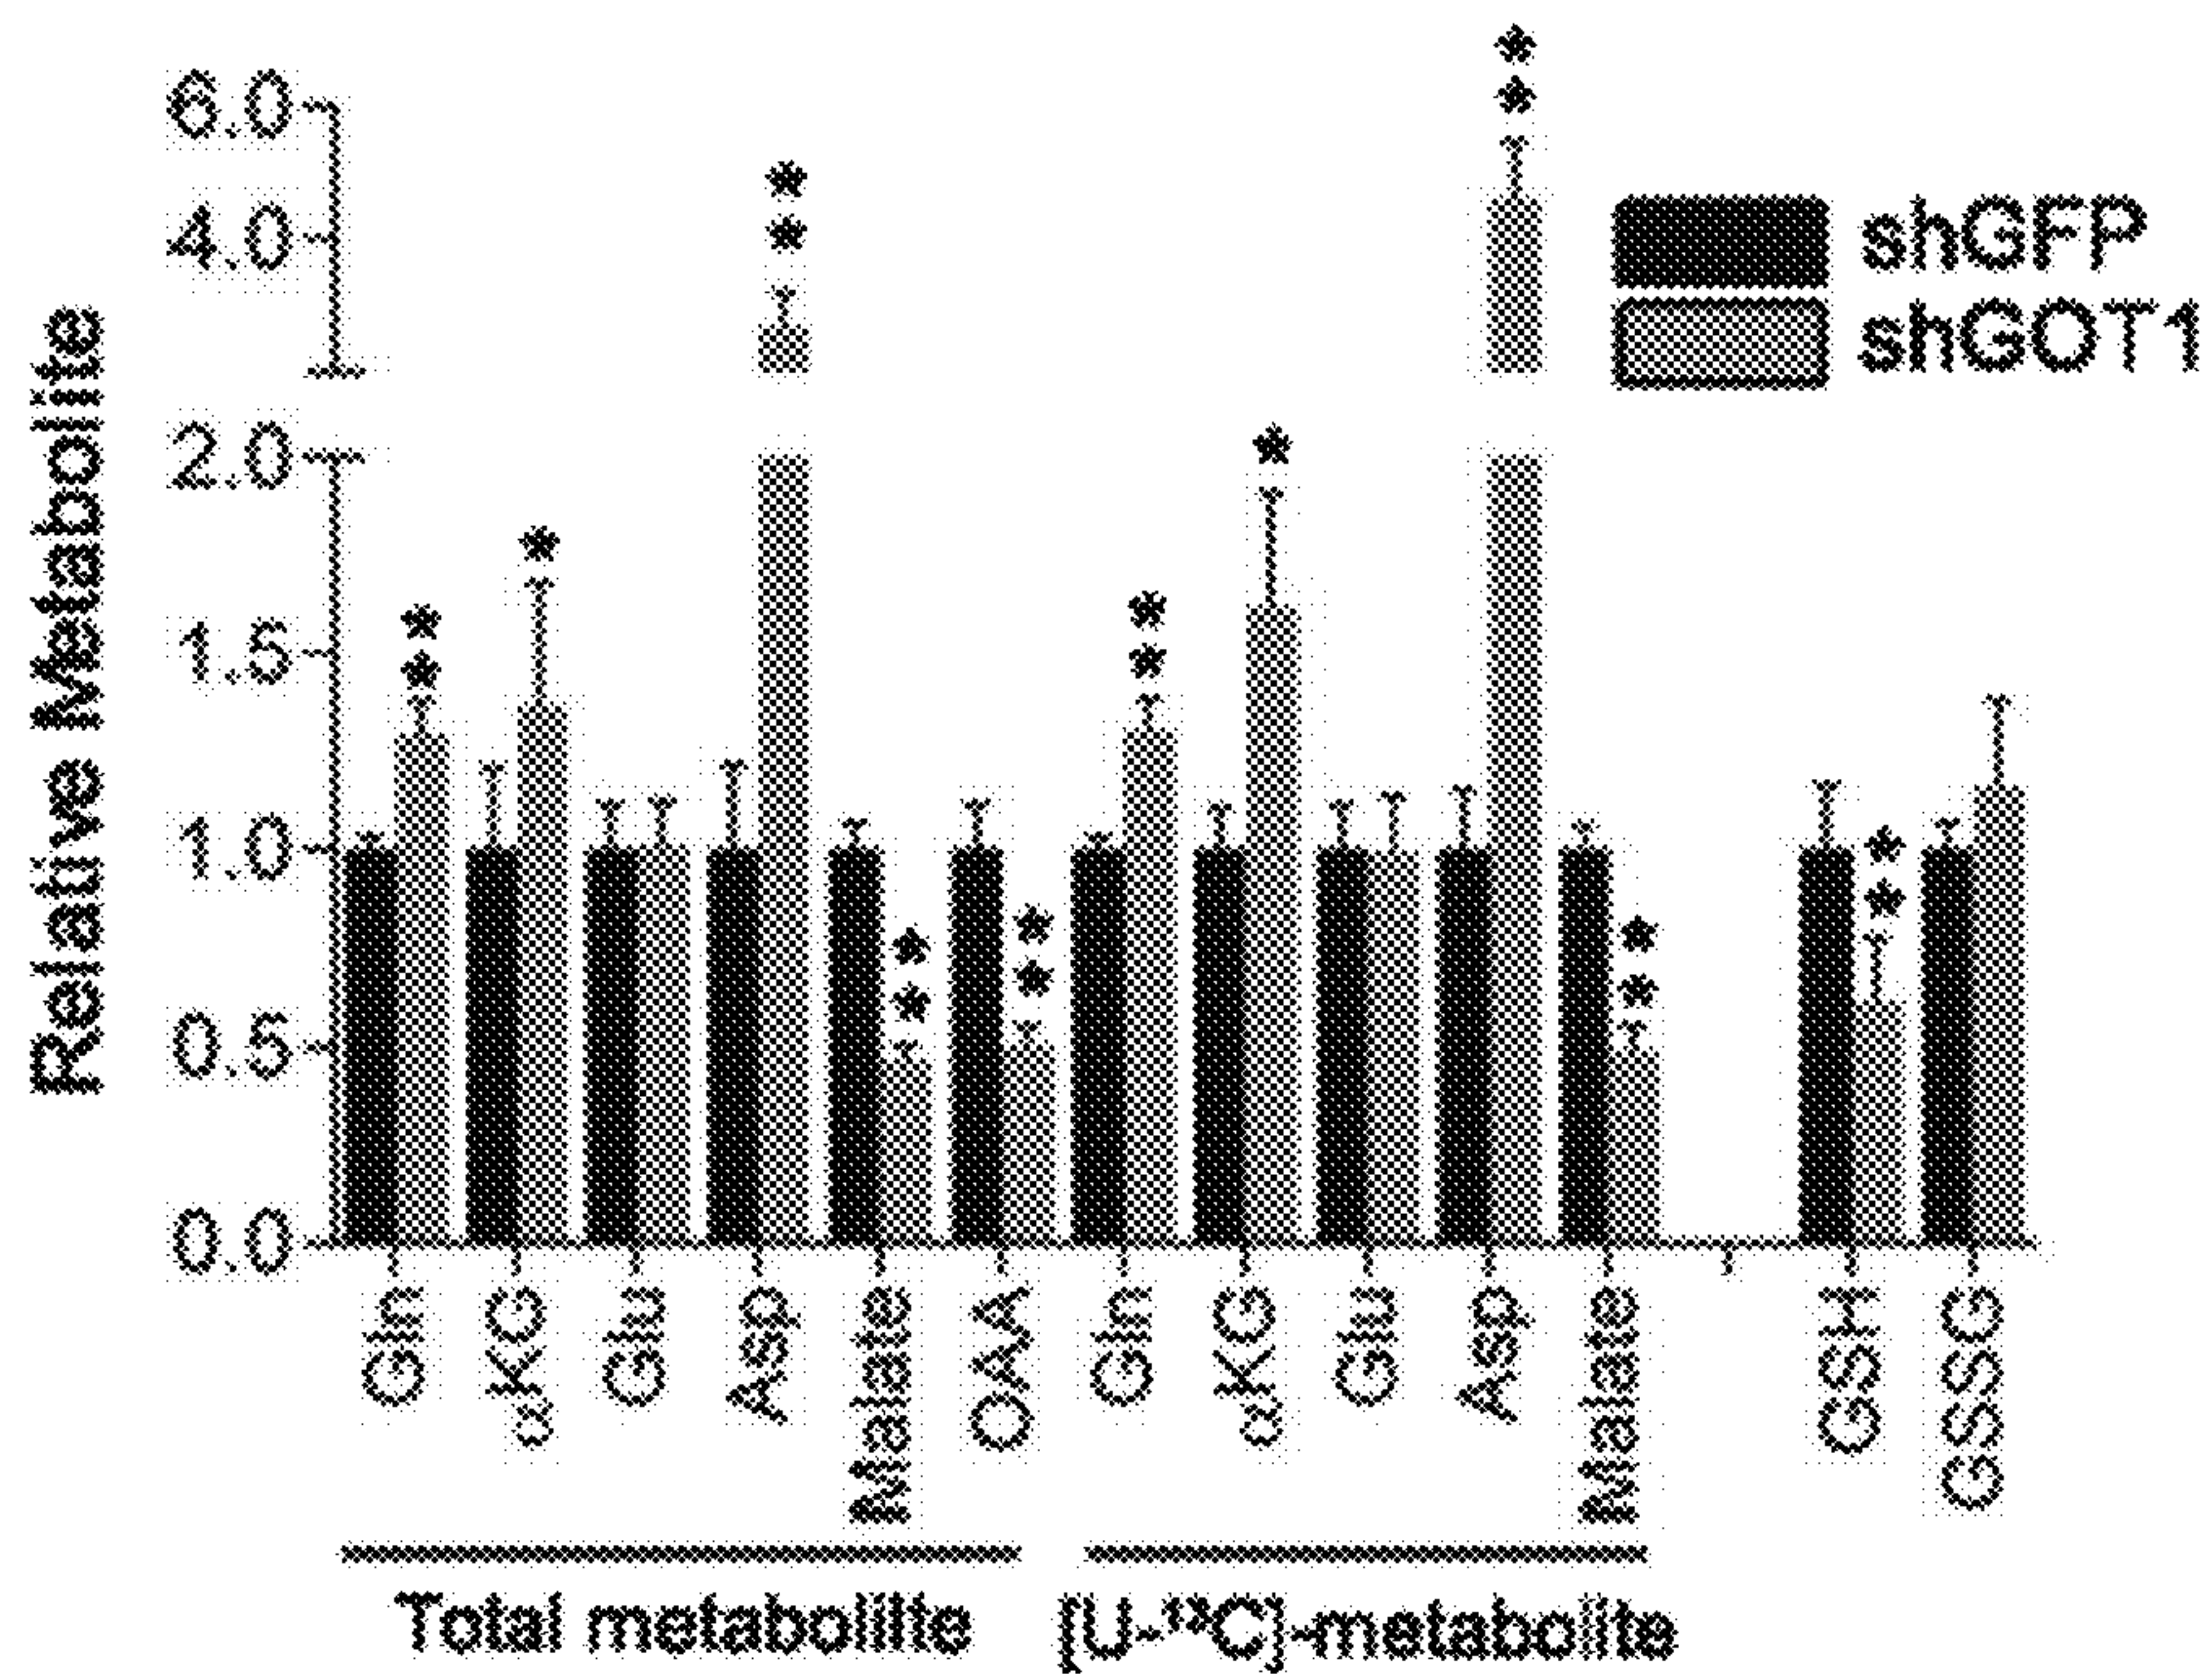 Relative Metabolite
6.0
4.0
2.0
1.5
1.0
0.5
0.0
shGFP
shGOT1
**
*
**
**
**
**
*
**
**
**
Gln
αKG
Glu
Asp
Malate
OAA
Gln
αKG
Glu
Asp
Malate
GSH
GSSG
Total metabolite
[U-¹³C]-metabolite